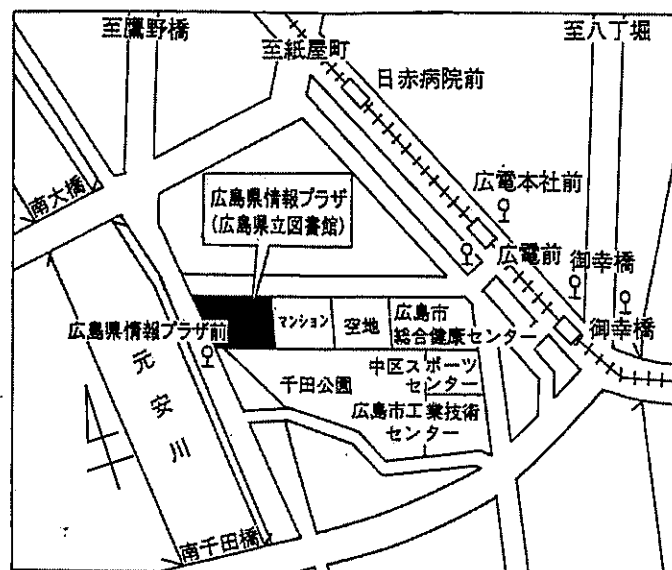 至鷹野橋
至紙屋町
至八丁堀
日赤病院前
南大橋
広島県情報プラザ
(広島県立図書館)
広電本社前
広電前
御幸橋
広島県情報プラザ前
マンション
空地
広島市
総合健康センター
御幸橋
元安川
千田公園
中区スポーツ
センター
広島市工業技術
センター
南千田橋